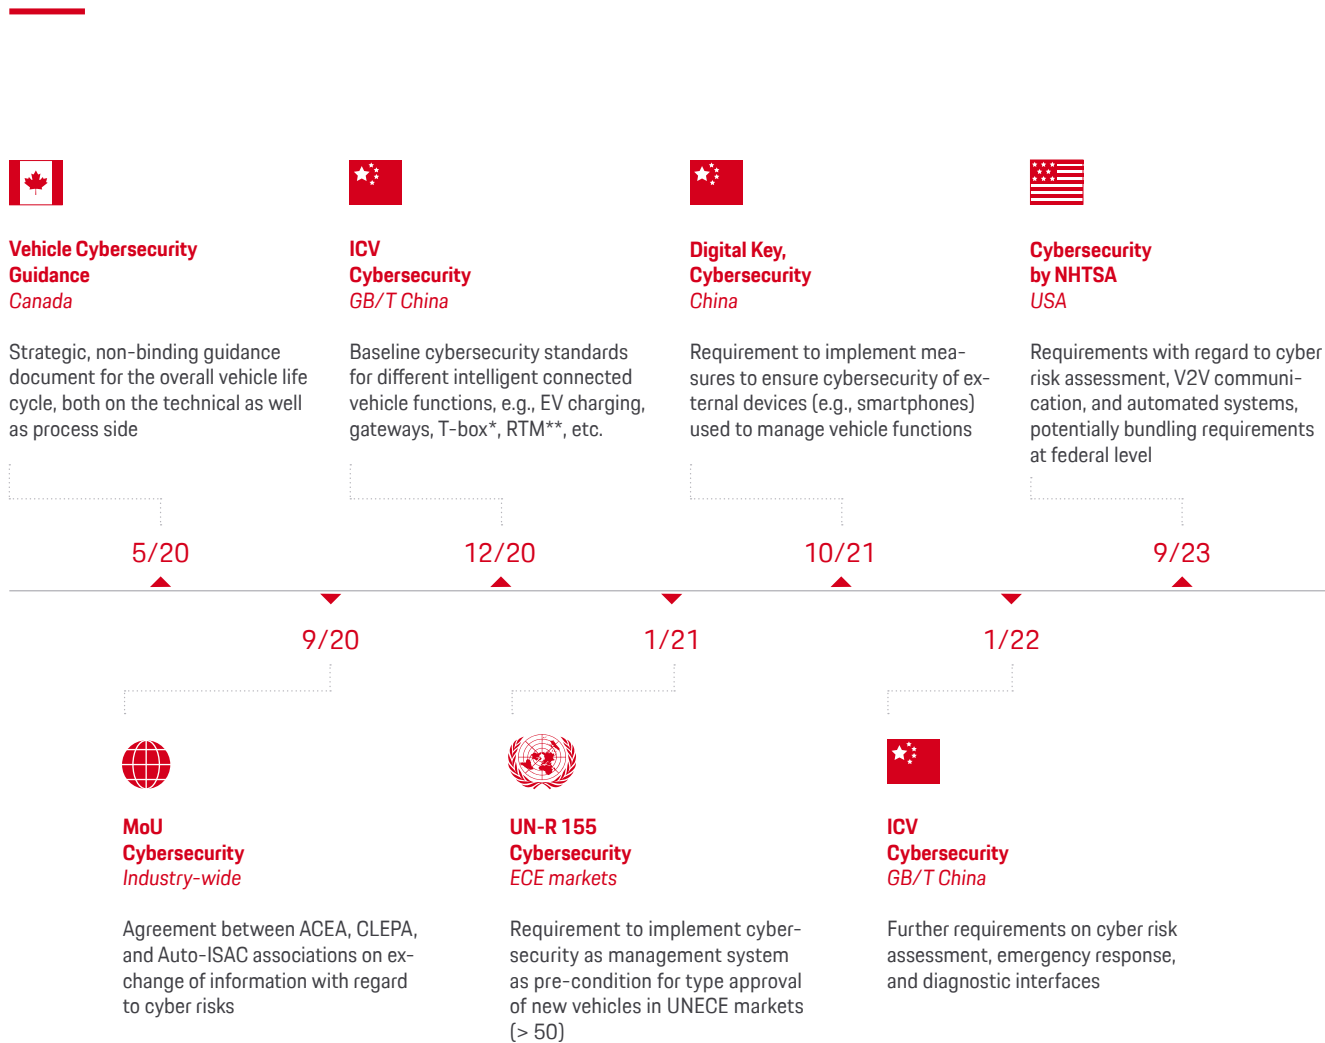 Vehicle Cybersecurity
Guidance
Canada
Strategic, non-binding guidance
document for the overall vehicle life
cycle, both on the technical as well
as process side
ICV
Cybersecurity
GB/T China
Baseline cybersecurity standards
for different intelligent connected
vehicle functions, e.g., EV charging,
gateways, T-box*, RTM**, etc.
Digital Key,
Cybersecurity
China
Requirement to implement mea-
sures to ensure cybersecurity of ex-
ternal devices (e.g., smartphones)
used to manage vehicle functions
Cybersecurity
by NHTSA
USA
Requirements with regard to cyber
risk assessment, V2V communi-
cation, and automated systems,
potentially bundling requirements
at federal level
5/20
12/20
10/21
9/23
9/20
1/21
1/22
MoU
Cybersecurity
Industry-wide
Agreement between ACEA, CLEPA,
and Auto-ISAC associations on ex-
change of information with regard
to cyber risks
UN-R 155
Cybersecurity
ECE markets
Requirement to implement cyber-
security as management system
as pre-condition for type approval
of new vehicles in UNECE markets
(> 50)
ICV
Cybersecurity
GB/T China
Further requirements on cyber risk
assessment, emergency response,
and diagnostic interfaces